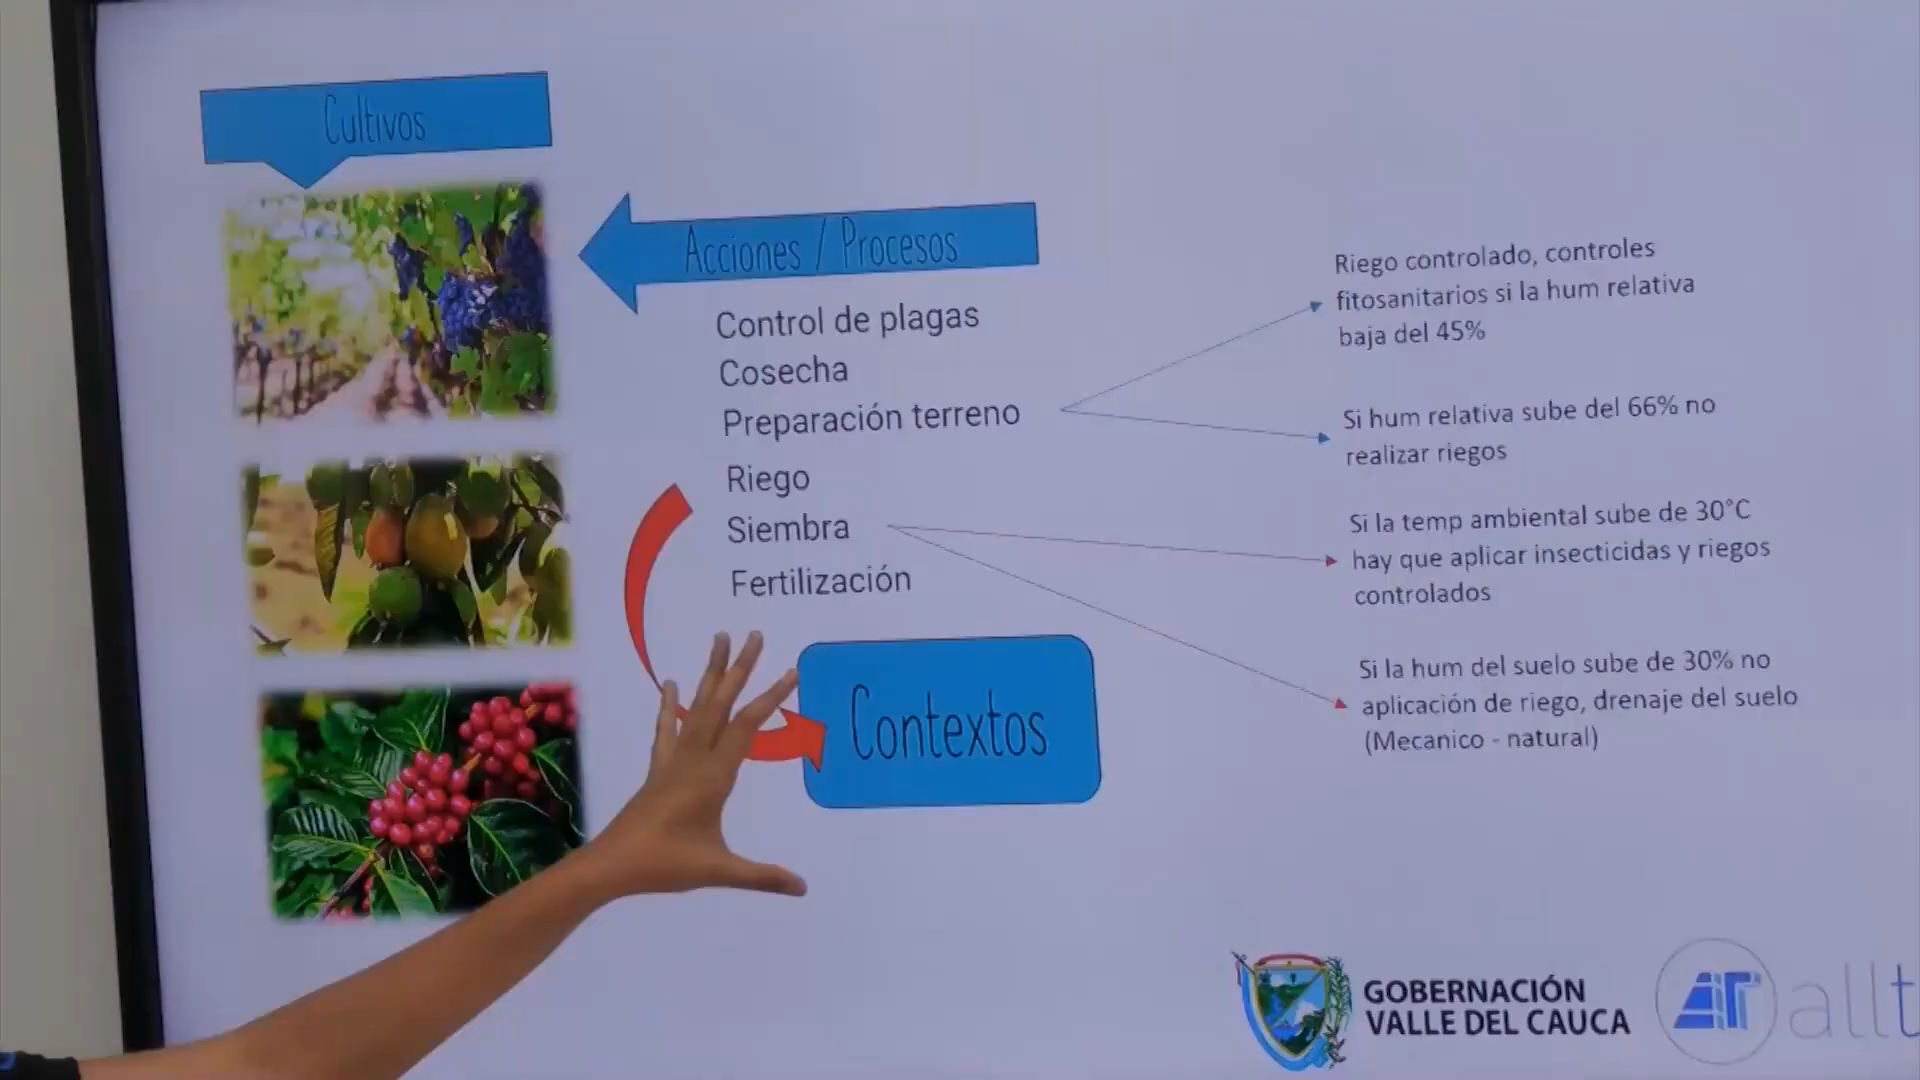 Cultivos
Acciones / Procesos
Control de plagas
Cosecha
Preparación terreno
Riego
Siembra
Fertilización
Contextos
Riego controlado, controles
fitosanitarios si la hum relativa
baja del 45%
Si hum relativa sube del 66% no
realizar riegos
Si la temp ambiental sube de 30°C
hay que aplicar insecticidas y riegos
controlados
Si la hum del suelo sube de 30% no
aplicación de riego, drenaje del suelo
(Mecanico - natural)
GOBERNACIÓN
VALLE DEL CAUCA
allt